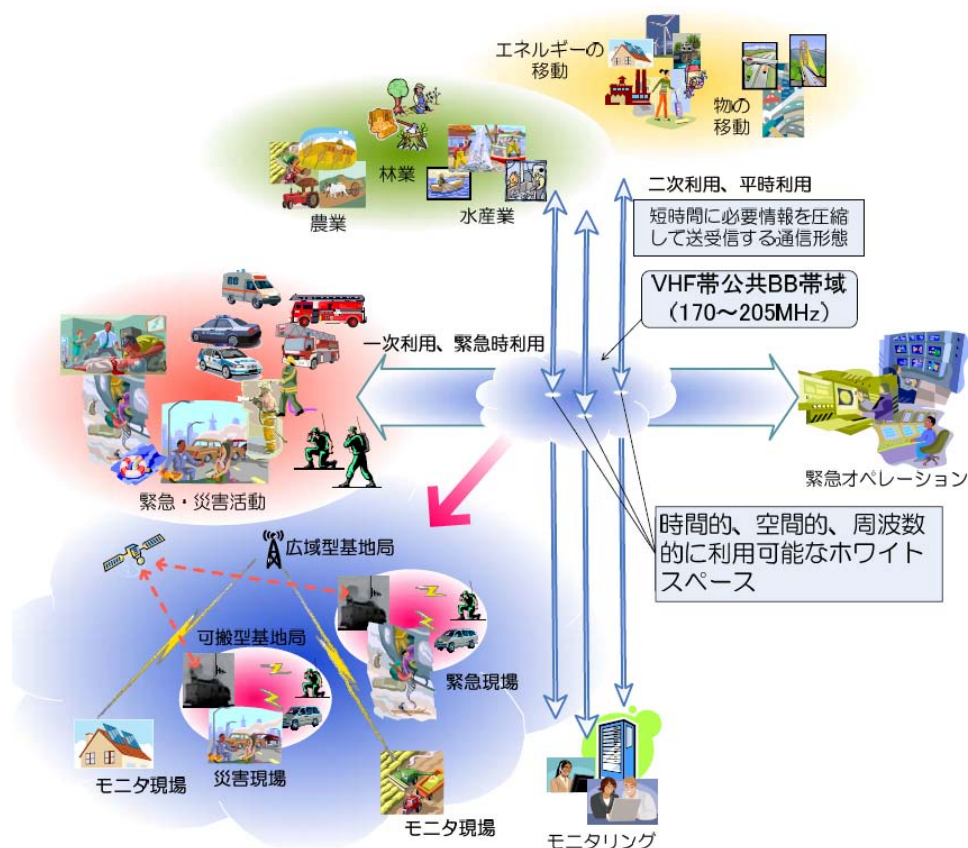 エネルギーの
移動
物の
移動
林業
農業
水産業
二次利用、平時利用
短時間に必要情報を圧縮
して送受信する通信形態
VHF帯公共BB帯域
(170～205MHz)
一次利用、緊急時利用
緊急・災害活動
緊急オペレーション
時間的、空間的、周波数
的に利用可能なホワイト
スペース
広域型基地局
可搬型基地局
緊急現場
モニタ現場
災害現場
モニタ現場
モニタリング